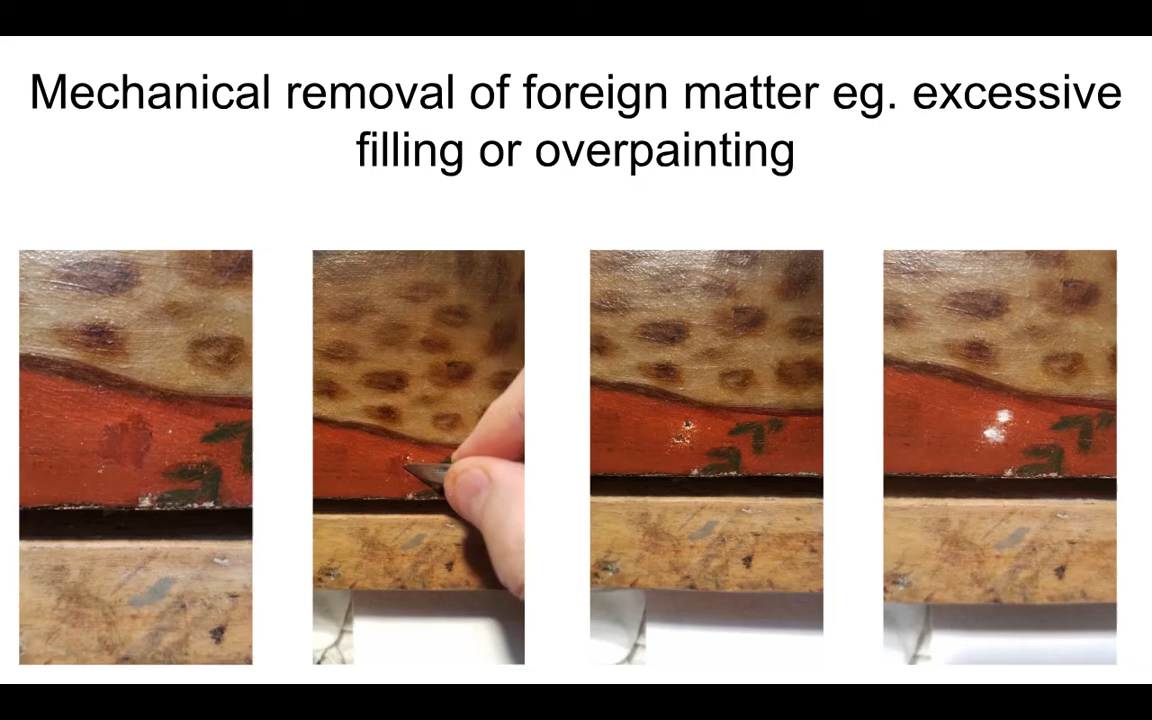 Mechanical removal of foreign matter eg. excessive
filling or overpainting